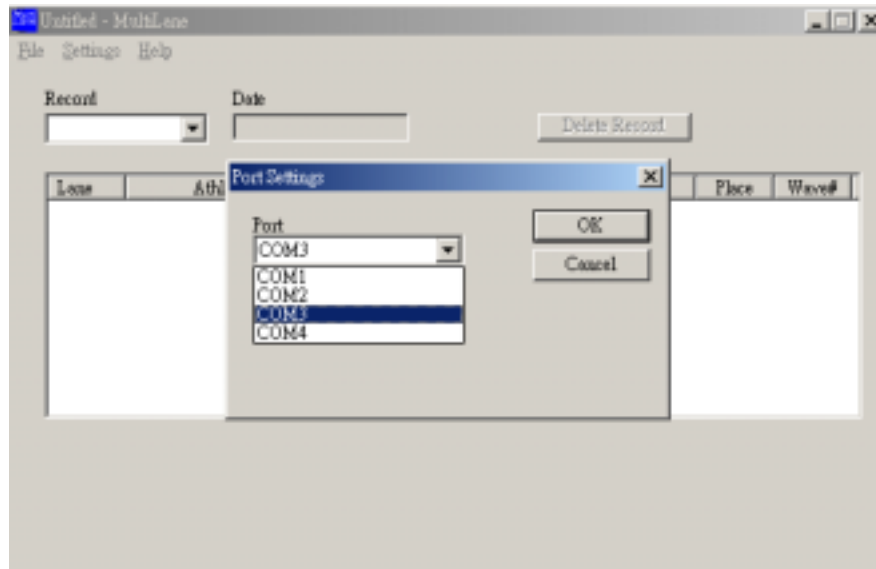 Untitled - MultiLane
File Settings Help
Record Date
Delete Record
Lane Athl Place Wave#
Port Settings
Port
COM3
OK
Cancel
COM1
COM2
COM3
COM4